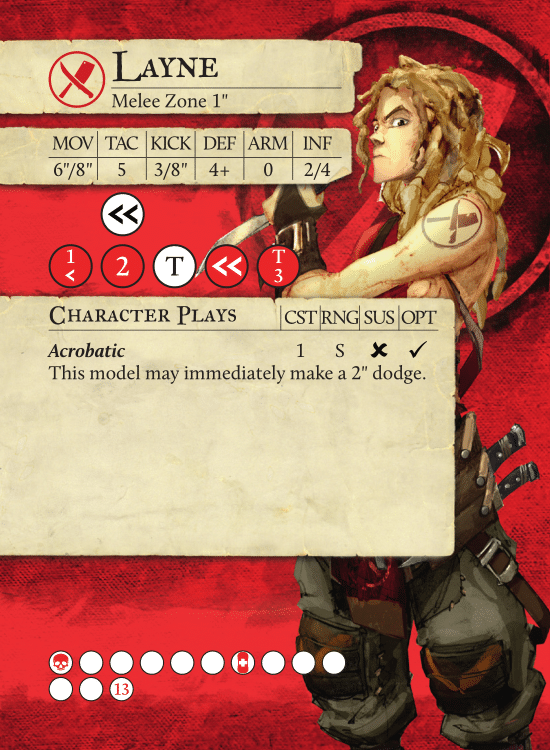 Layne
Melee Zone 1"
MOV TAC KICK DEF ARM INF
6"/8" 5 3/8" 4+ 0 2/4
<<
1 < 2 T << T 3
Character Plays CST RNG SUS OPT
Acrobatic 1 S ✘ ✓
This model may immediately make a 2" dodge.
13